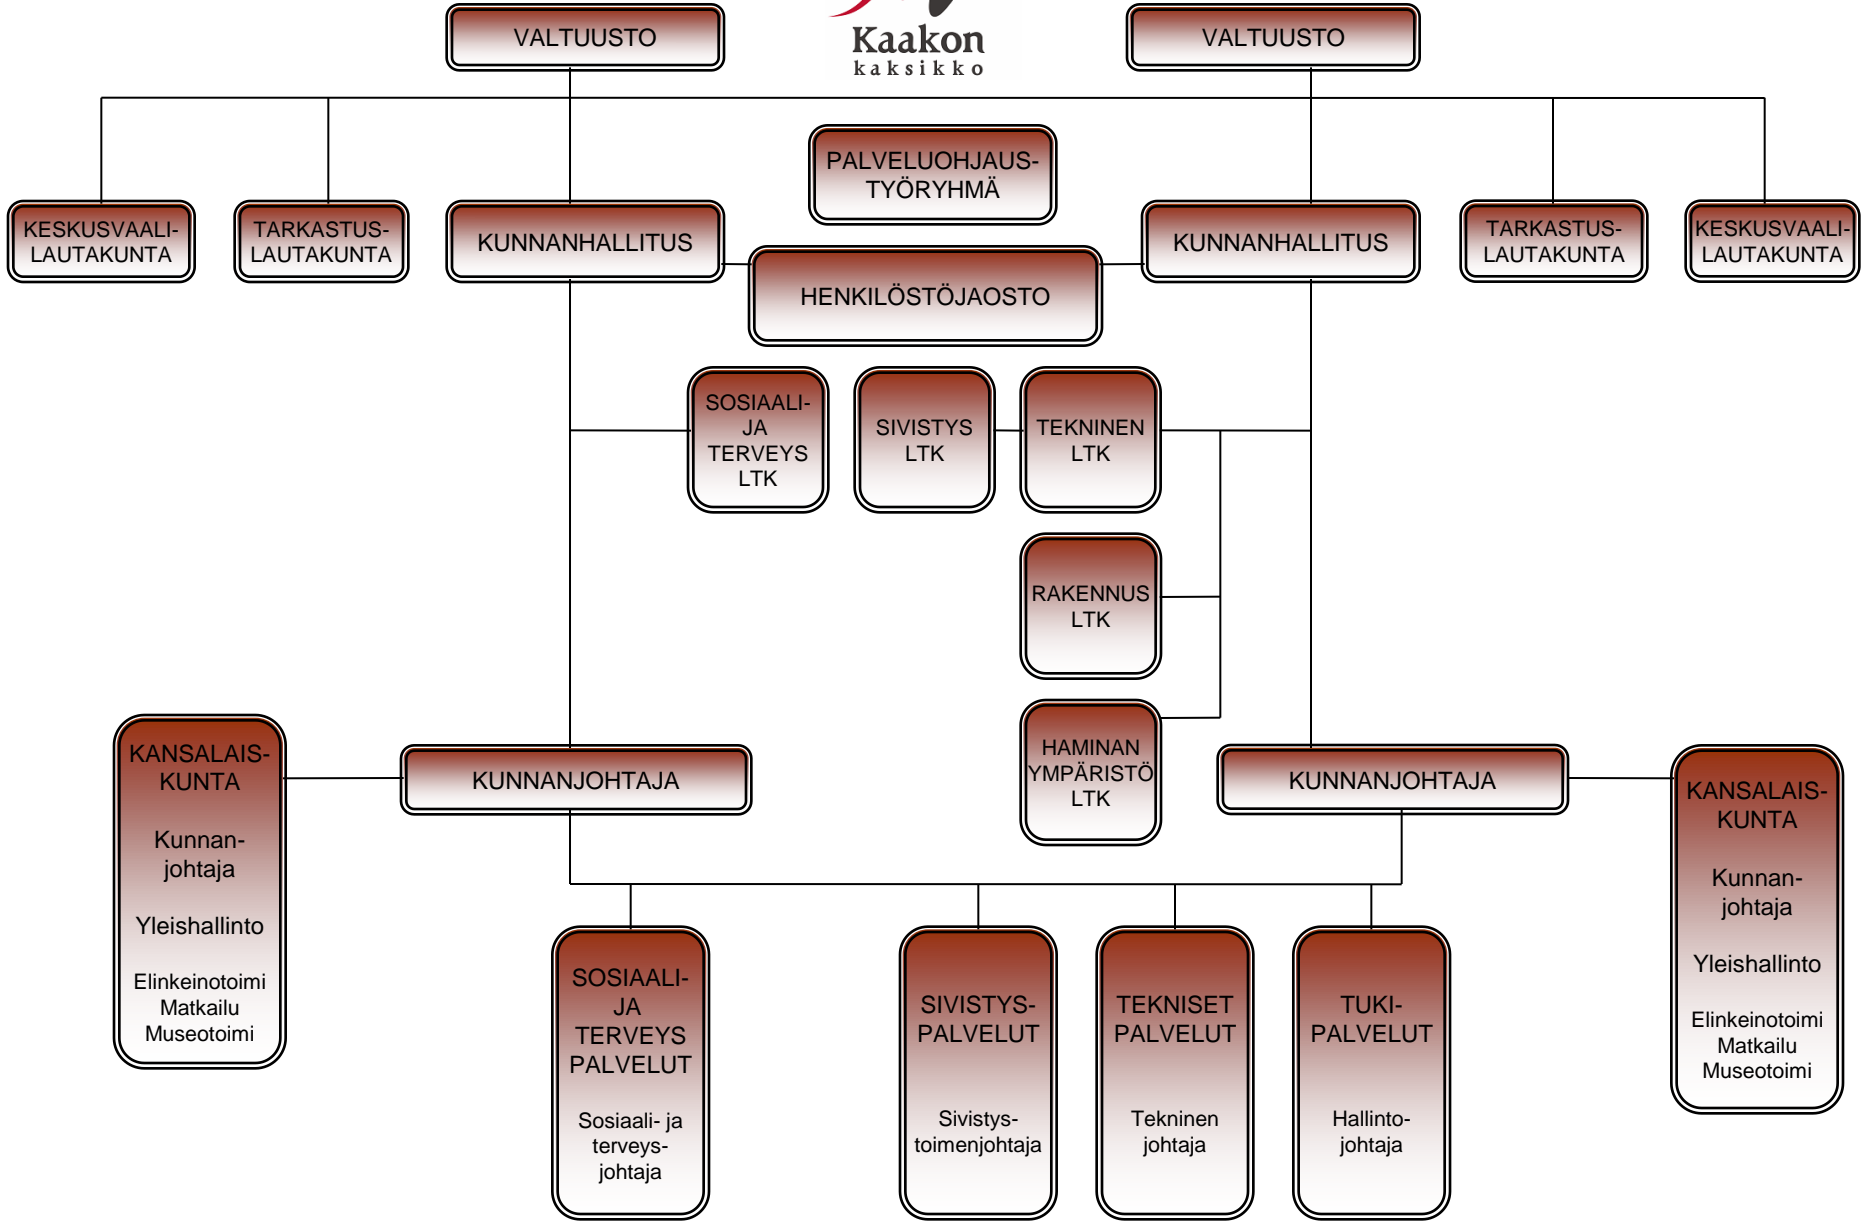 VALTUUSTO
Kaakon
kaksikko
VALTUUSTO
PALVELUOHJAUS-
TYÖRYHMÄ
KESKUSVAALI-
LAUTAKUNTA
TARKASTUS-
LAUTAKUNTA
KUNNANHALLITUS
KUNNANHALLITUS
TARKASTUS-
LAUTAKUNTA
KESKUSVAALI-
LAUTAKUNTA
HENKILÖSTÖJAOSTO
SOSIAALI-
JA
TERVEYS
LTK
SIVISTYS
LTK
TEKNINEN
LTK
RAKENNUS
LTK
HAMINAN
YMPÄRISTÖ
LTK
KANSALAIS-
KUNTA
Kunnan-
johtaja
Yleishallinto
Elinkeinotoimi
Matkailu
Museotoimi
KUNNANJOHTAJA
KUNNANJOHTAJA
KANSALAIS-
KUNTA
Kunnan-
johtaja
Yleishallinto
Elinkeinotoimi
Matkailu
Museotoimi
SOSIAALI-
JA
TERVEYS
PALVELUT
Sosiaali- ja
terveys-
johtaja
SIVISTYS-
PALVELUT
Sivistys-
toimenjohtaja
TEKNISET
PALVELUT
Tekninen
johtaja
TUKI-
PALVELUT
Hallinto-
johtaja